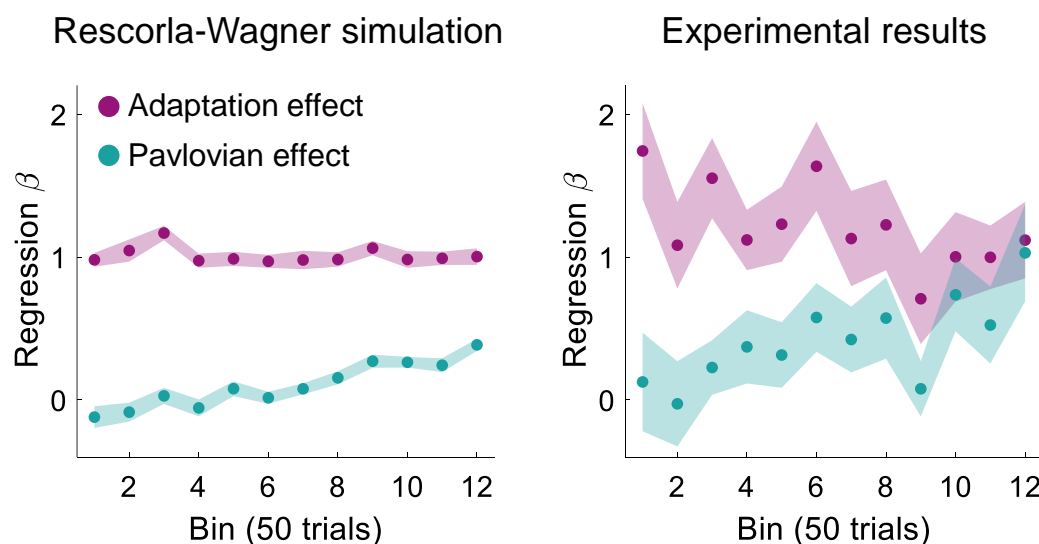 Rescorla-Wagner simulation
Adaptation effect
Pavlovian effect
Regression β
2
1
0
2 4 6 8 10 12
Bin (50 trials)
Experimental results
Regression β
2
1
0
2 4 6 8 10 12
Bin (50 trials)